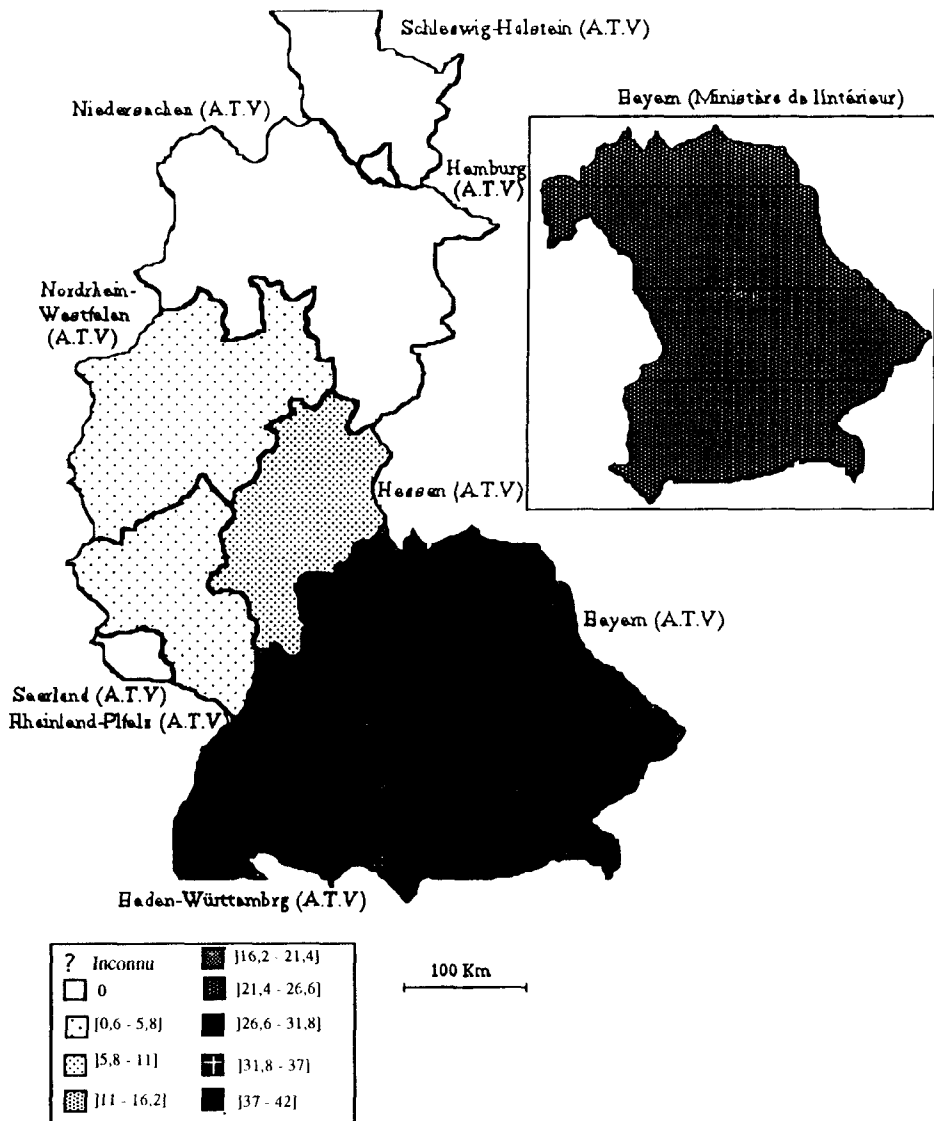 Schleswig-Holstein (A.T.V)
Niedersachen (A.T.V)
Bayern (Ministère de l'intérieur)
Hamburg
(A.T.V)
Nordrhein-
Westfalen
(A.T.V)
Hessen (A.T.V)
Bayern (A.T.V)
Saarland (A.T.V)
Rheinland-Plfalz (A.T.V)
Baden-Württambrg (A.T.V)
? Inconnu
0
[0,6 - 5,8]
]5,8 - 11]
]11 - 16,2]
]16,2 - 21,4]
]21,4 - 26,6]
]26,6 - 31,8]
]31,8 - 37]
]37 - 42]
100 Km